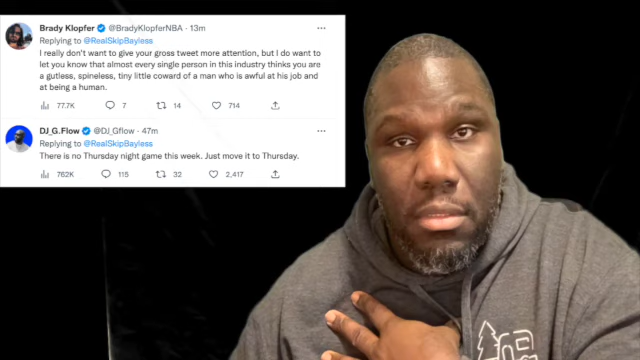 Brady Klopfer @BradyKlopferNBA · 13m
Replying to @RealSkipBayless
I really don't want to give your gross tweet more attention, but I do want to
let you know that almost every single person in this industry thinks you are
a gutless, spineless, tiny little coward of a man who is awful at his job and
at being a human.
77.7K 7 14 714
DJ_G.Flow @DJ_Gflow · 47m
Replying to @RealSkipBayless
There is no Thursday night game this week. Just move it to Thursday.
762K 115 32 2,417